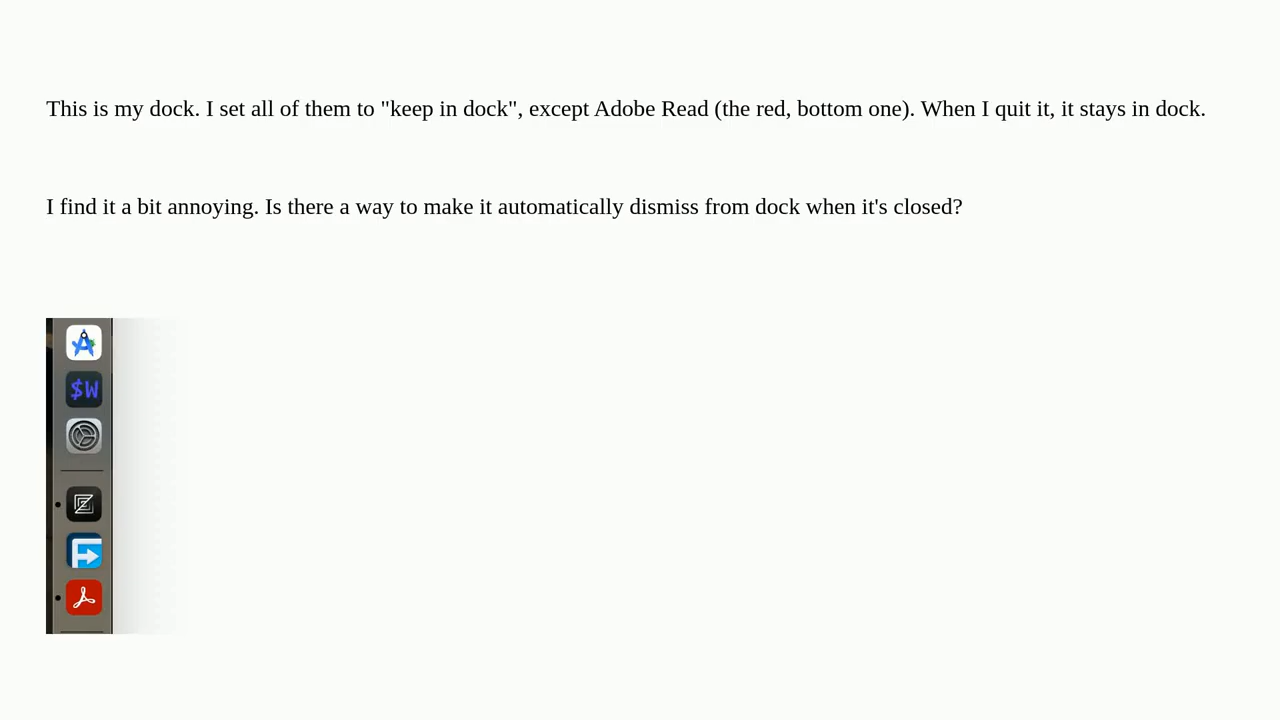 This is my dock. I set all of them to "keep in dock", except Adobe Read (the red, bottom one). When I quit it, it stays in dock.
I find it a bit annoying. Is there a way to make it automatically dismiss from dock when it's closed?
$W